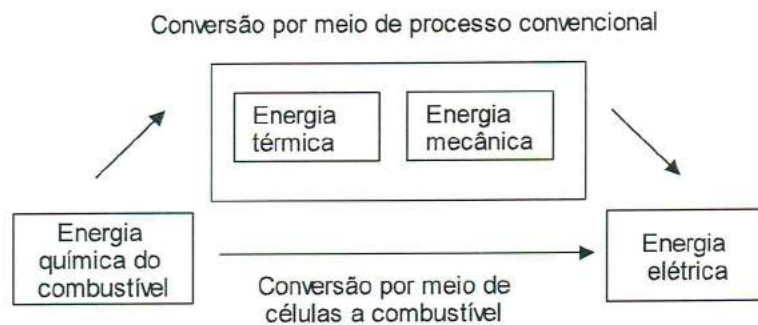 Conversão por meio de processo convencional
Energia
térmica
Energia
mecânica
Energia
química do
combustível
Energia
elétrica
Conversão por meio de
células a combustível